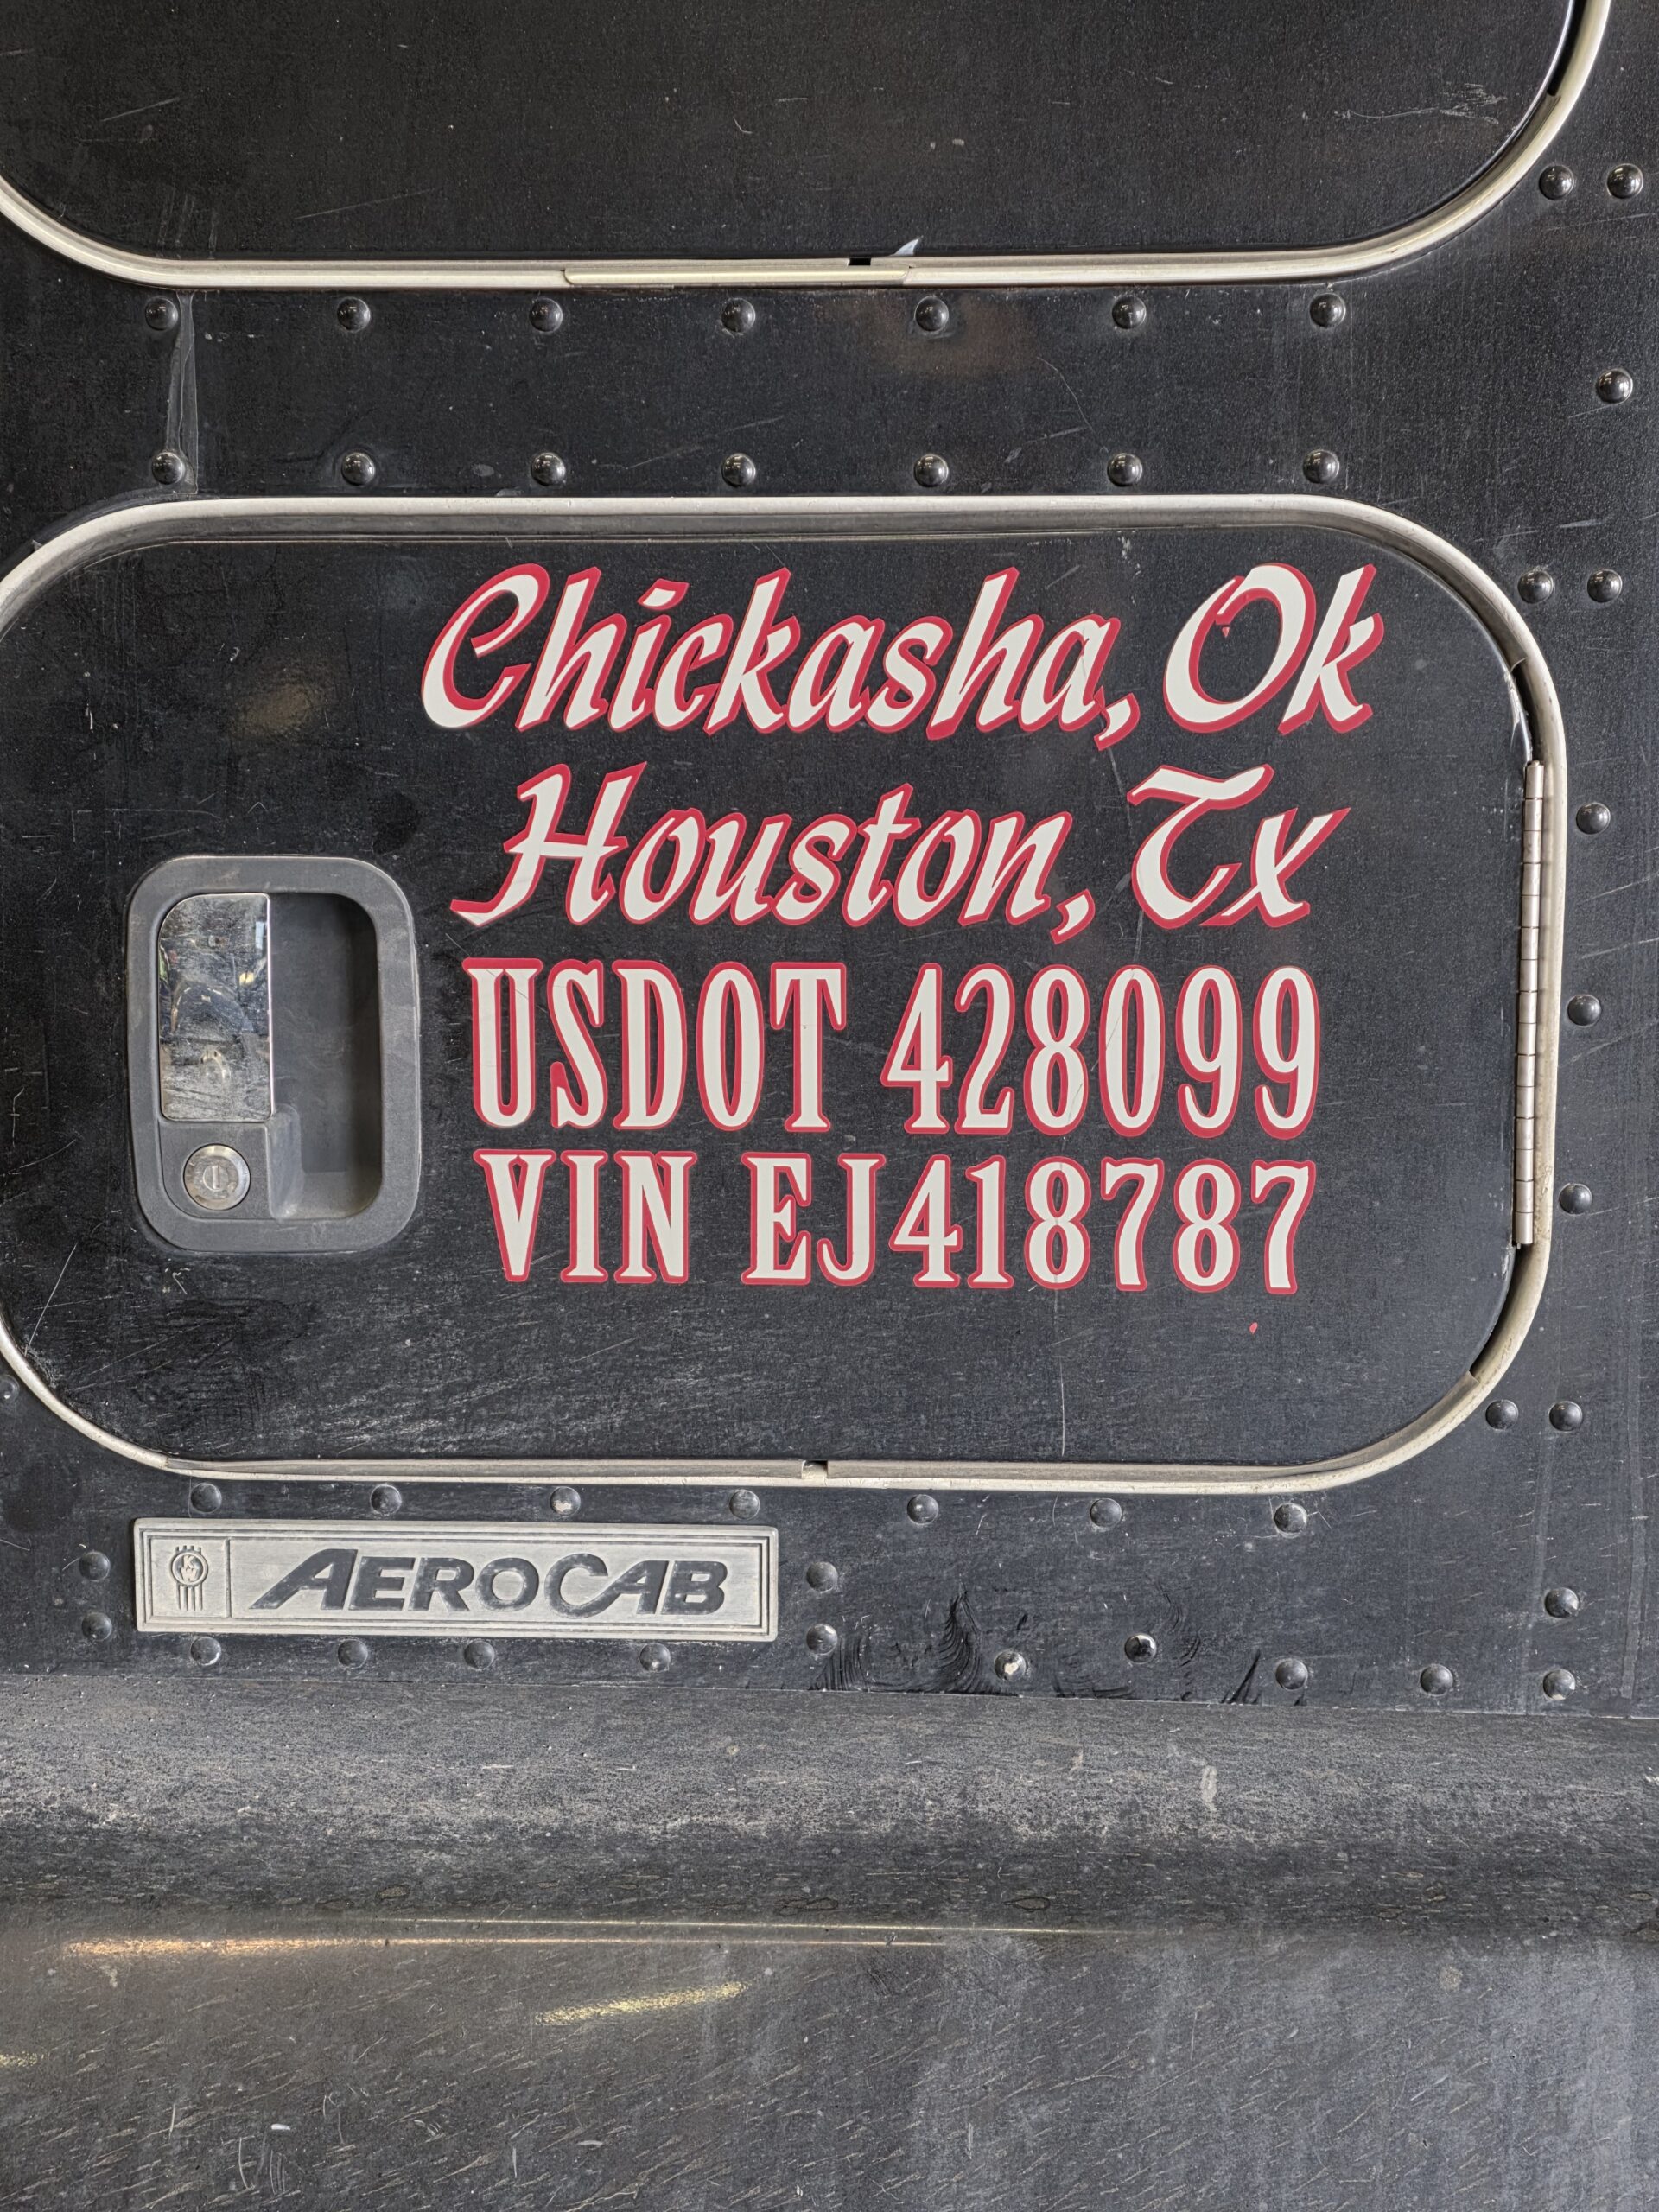 Chickasha, Ok
Houston, Tx
USDOT 428099
VIN EJ418787
AEROCAB